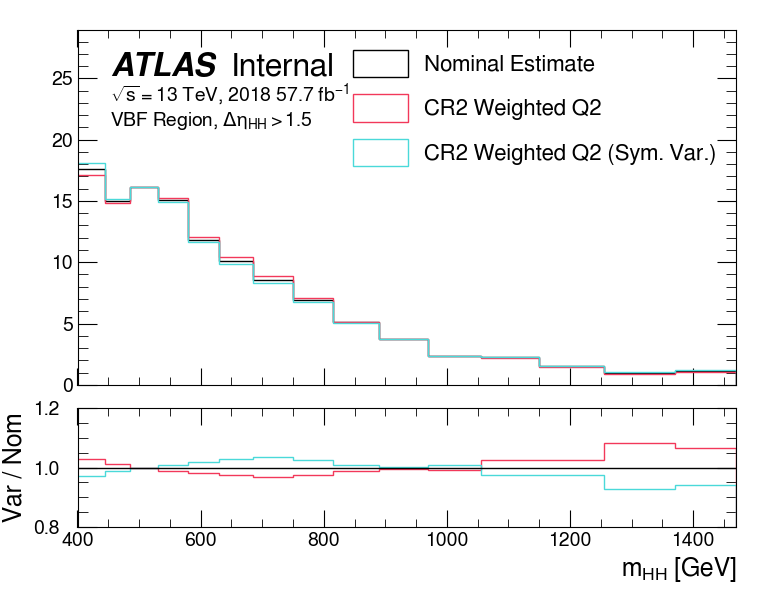 ATLAS Internal
√s = 13 TeV, 2018 57.7 fb⁻¹
VBF Region, Δη_HH > 1.5
Nominal Estimate
CR2 Weighted Q2
CR2 Weighted Q2 (Sym. Var.)
25
20
15
10
5
0
Var / Nom
1.2
1.0
0.8
400 600 800 1000 1200 1400
m_HH [GeV]